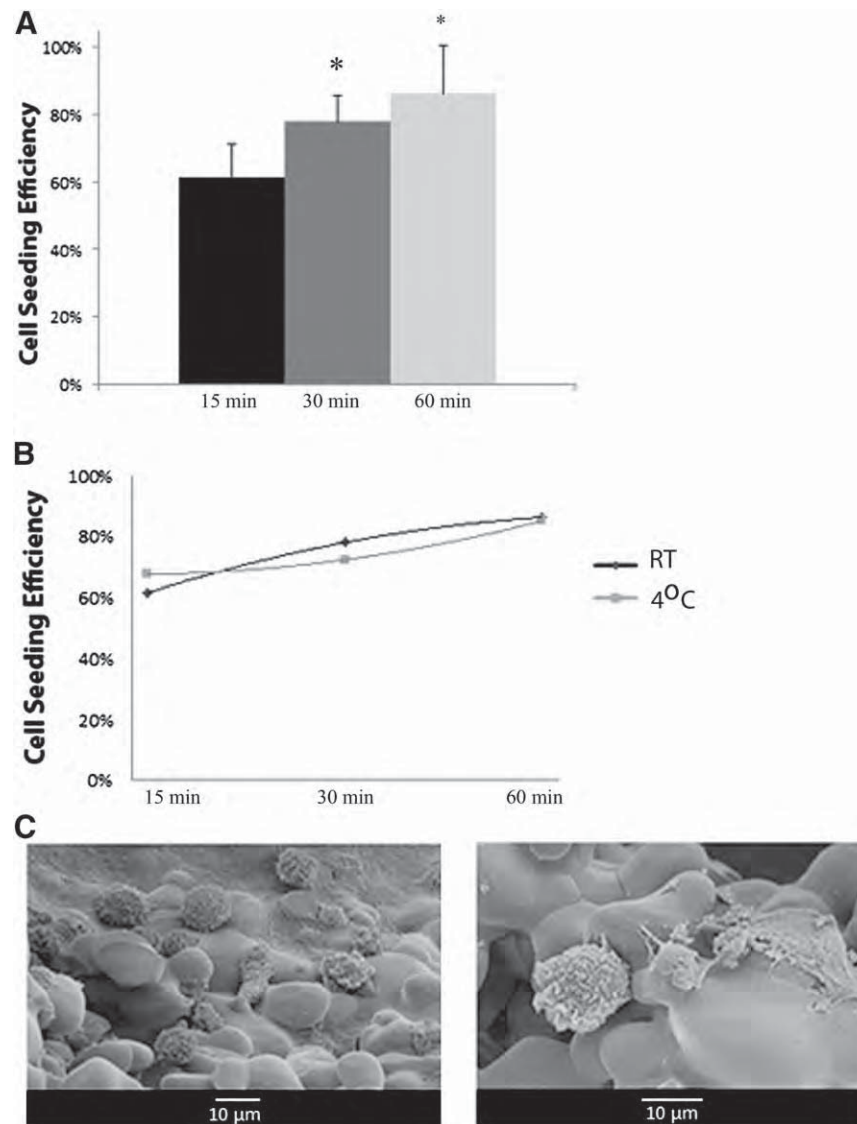 A
Cell Seeding Efficiency
100%
80%
60%
40%
20%
0%
*
*
15 min 30 min 60 min
B
Cell Seeding Efficiency
100%
80%
60%
40%
20%
0%
15 min 30 min 60 min
RT
4°C
C
10 µm
10 µm